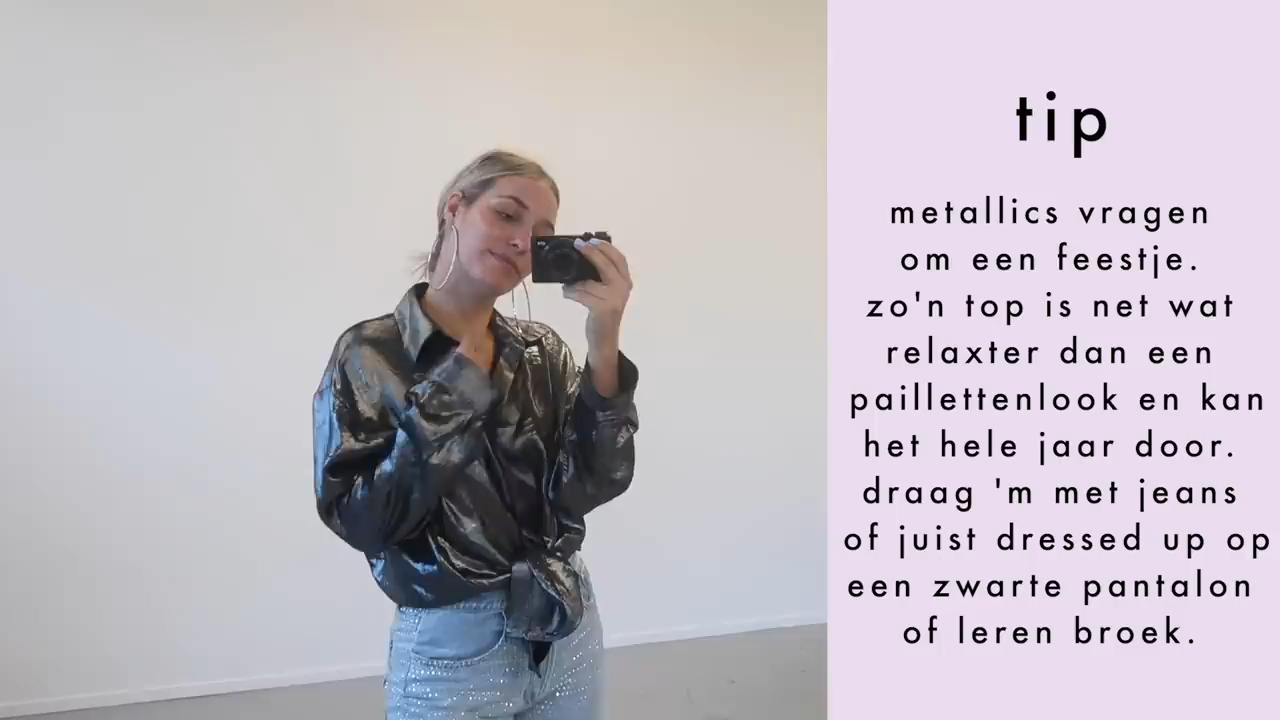 tip
metallics vragen
om een feestje.
zo'n top is net wat
relaxter dan een
paillettenlook en kan
het hele jaar door.
draag 'm met jeans
of juist dressed up op
een zwarte pantalon
of leren broek.